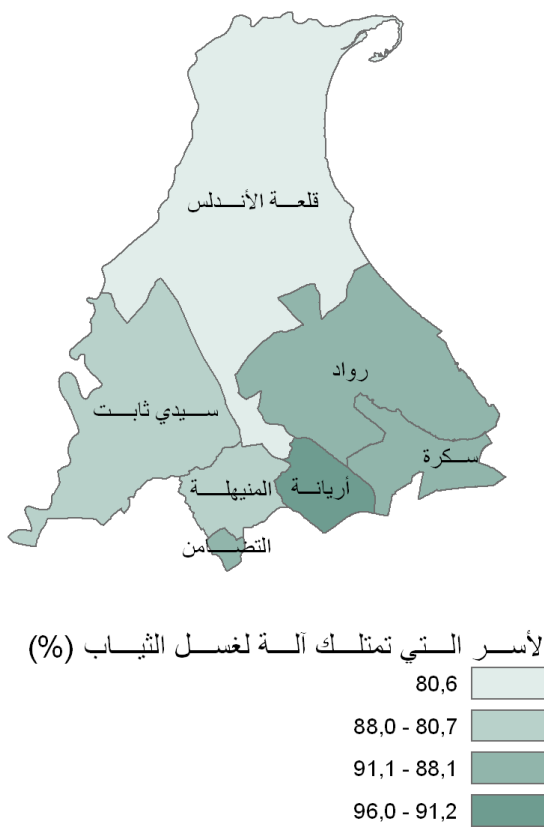 قلعة الأندلس
رواد
سيدي ثابت
سكرة
أريانة
المنيهلة
التضامن
لأسر التي تمتلك آلة لغسل الثياب (%)
80,6
88,0 - 80,7
91,1 - 88,1
96,0 - 91,2